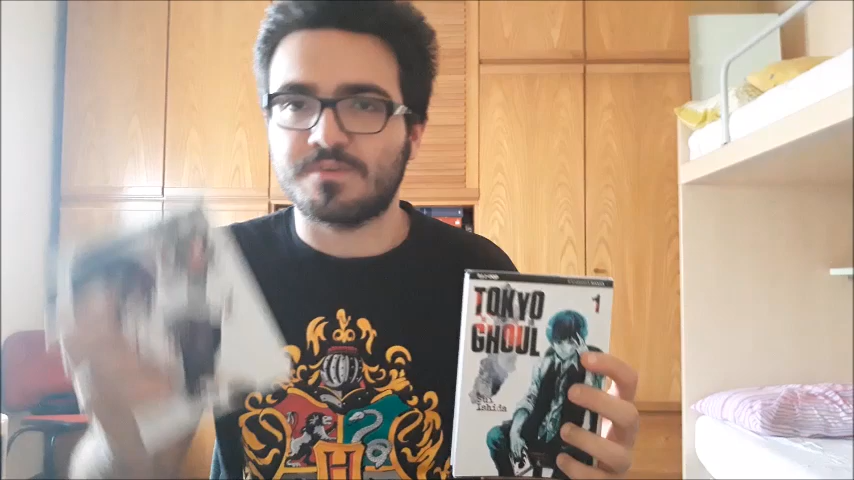 TOKYO
GHOUL
1
Sui
Ishida
H